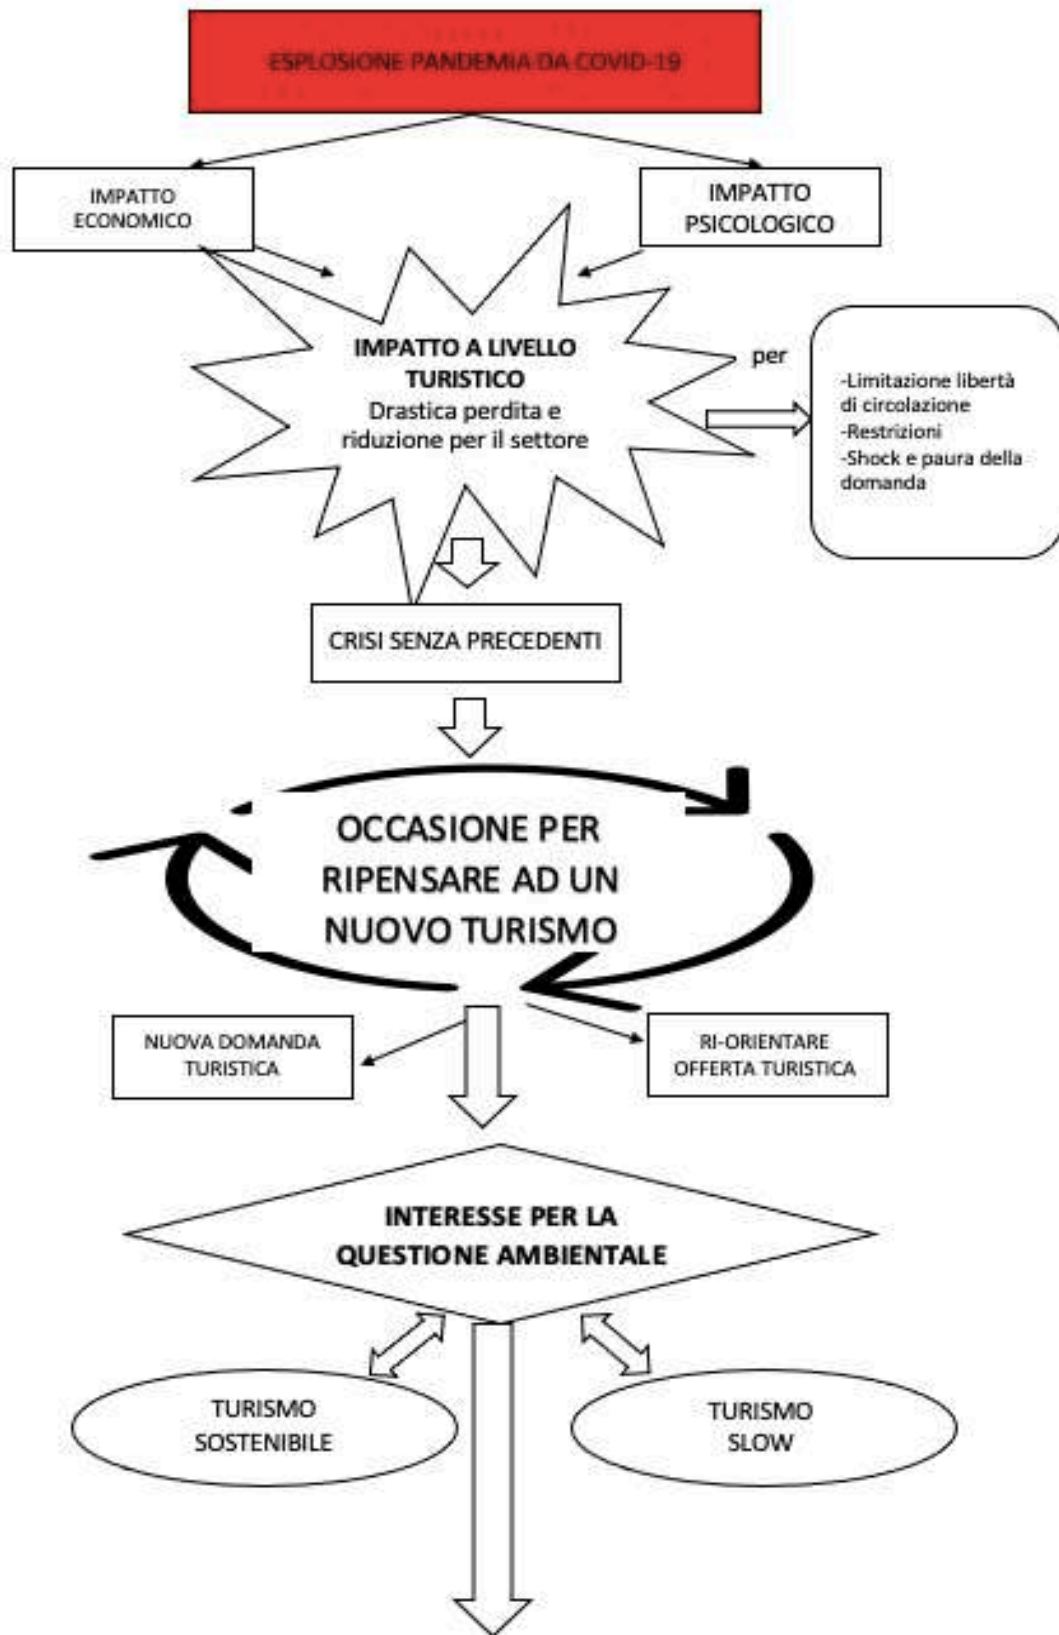 ESPLOSIONE PANDEMIA DA COVID-19
IMPATTO
ECONOMICO
IMPATTO
PSICOLOGICO
IMPATTO A LIVELLO
TURISTICO
Drastica perdita e
riduzione per il settore
per
-Limitazione libertà
di circolazione
-Restrizioni
-Shock e paura della
domanda
CRISI SENZA PRECEDENTI
OCCASIONE PER
RIPENSARE AD UN
NUOVO TURISMO
NUOVA DOMANDA
TURISTICA
RI-ORIENTARE
OFFERTA TURISTICA
INTERESSE PER LA
QUESTIONE AMBIENTALE
TURISMO
SOSTENIBILE
TURISMO
SLOW